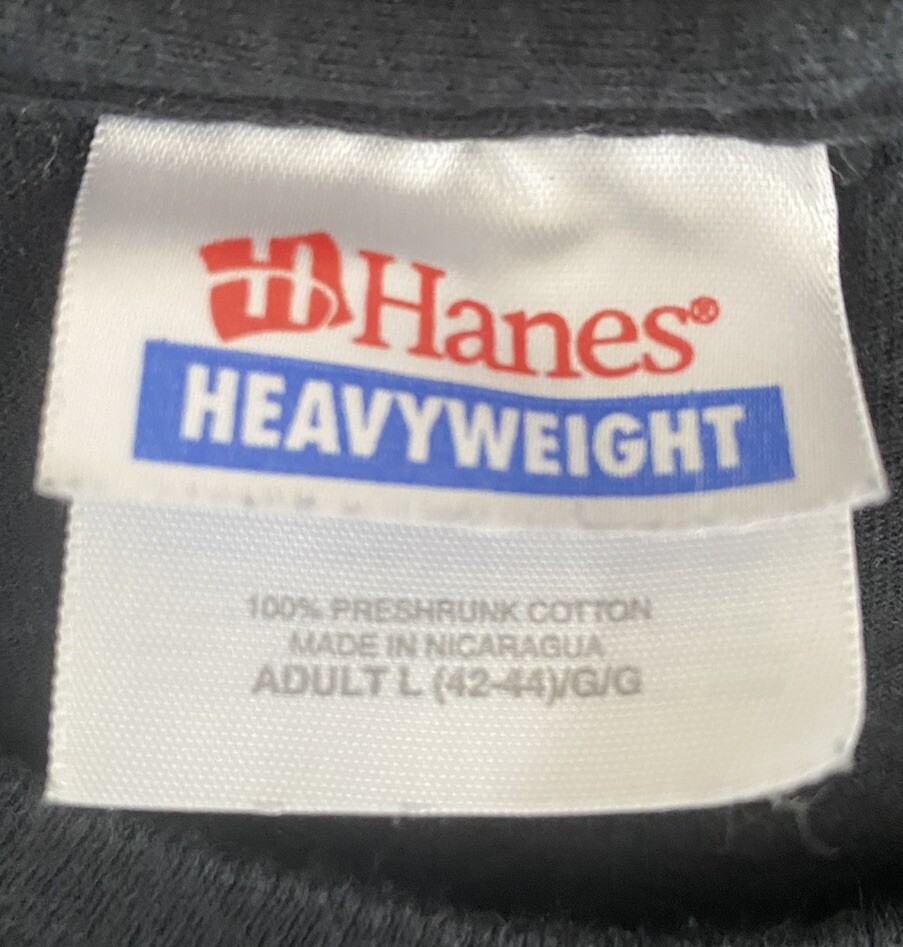 H Hanes®
HEAVYWEIGHT
100% PRESHRUNK COTTON
MADE IN NICARAGUA
ADULT L (42-44)/G/G